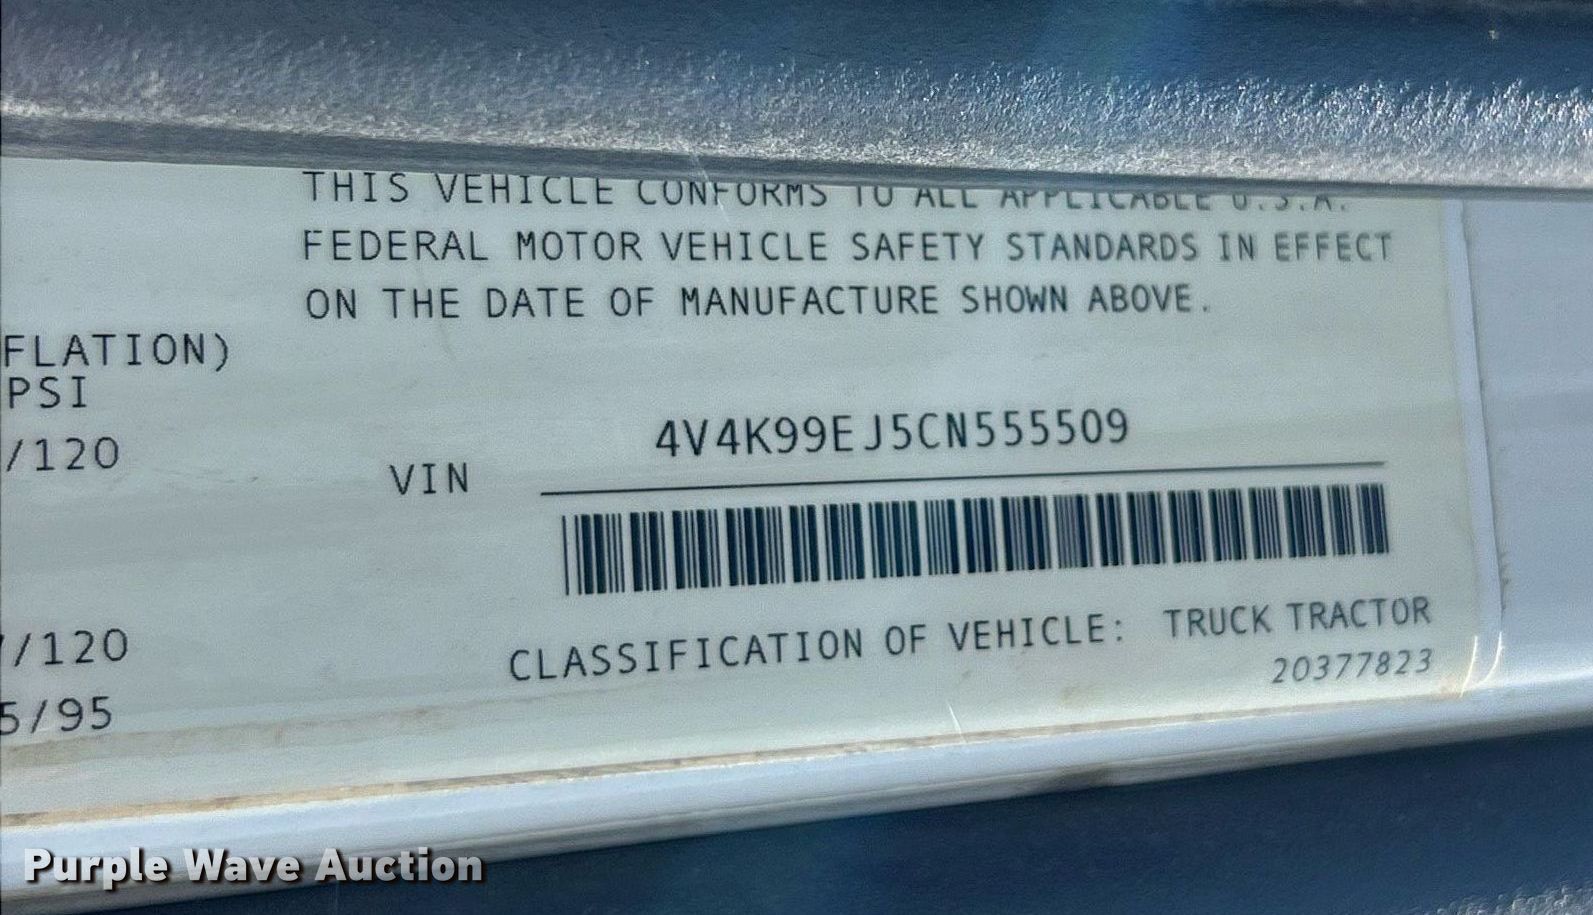 THIS VEHICLE CONFORMS TO ALL APPLICABLE U.S.A.
FEDERAL MOTOR VEHICLE SAFETY STANDARDS IN EFFECT
ON THE DATE OF MANUFACTURE SHOWN ABOVE.
FLATION)
PSI
/120
VIN 4V4K99EJ5CN555509
/120
5/95
CLASSIFICATION OF VEHICLE: TRUCK TRACTOR
20377823
Purple Wave Auction